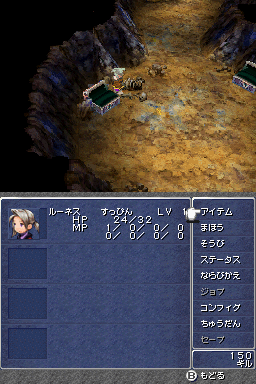 ルーネス すっぴん LV 1
HP 24/32
MP 1/ 0/ 0/ 0
0/ 0/ 0/ 0
アイテム
まほう
そうび
ステータス
ならびかえ
ジョブ
コンフィグ
ちゅうだん
セーブ
150
ギル
Ⓑもどる